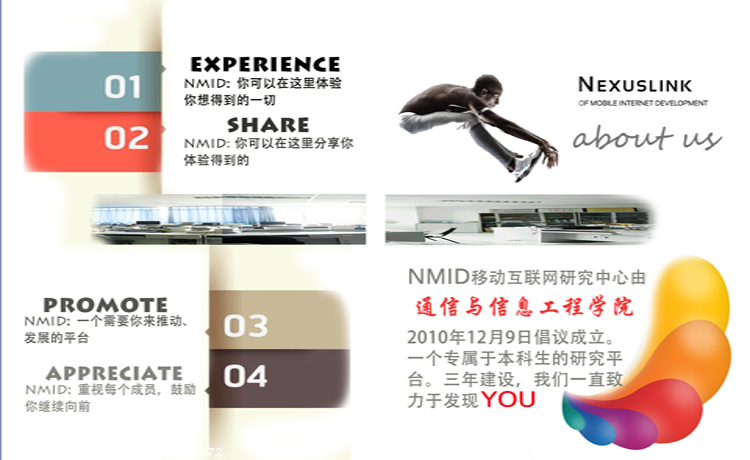 01
EXPERIENCE
NMID: 你可以在这里体验
你想得到的一切
02
SHARE
NMID: 你可以在这里分享你
体验得到的
NEXUSLINK
OF MOBILE INTERNET DEVELOPMENT
about us
PROMOTE
NMID: 一个需要你来推动、
发展的平台
03
APPRECIATE
NMID: 重视每个成员，鼓励
你继续向前
04
NMID移动互联网研究中心由
通信与信息工程学院
2010年12月9日倡议成立。
一个专属于本科生的研究平
台。三年建设，我们一直致
力于发现YOU